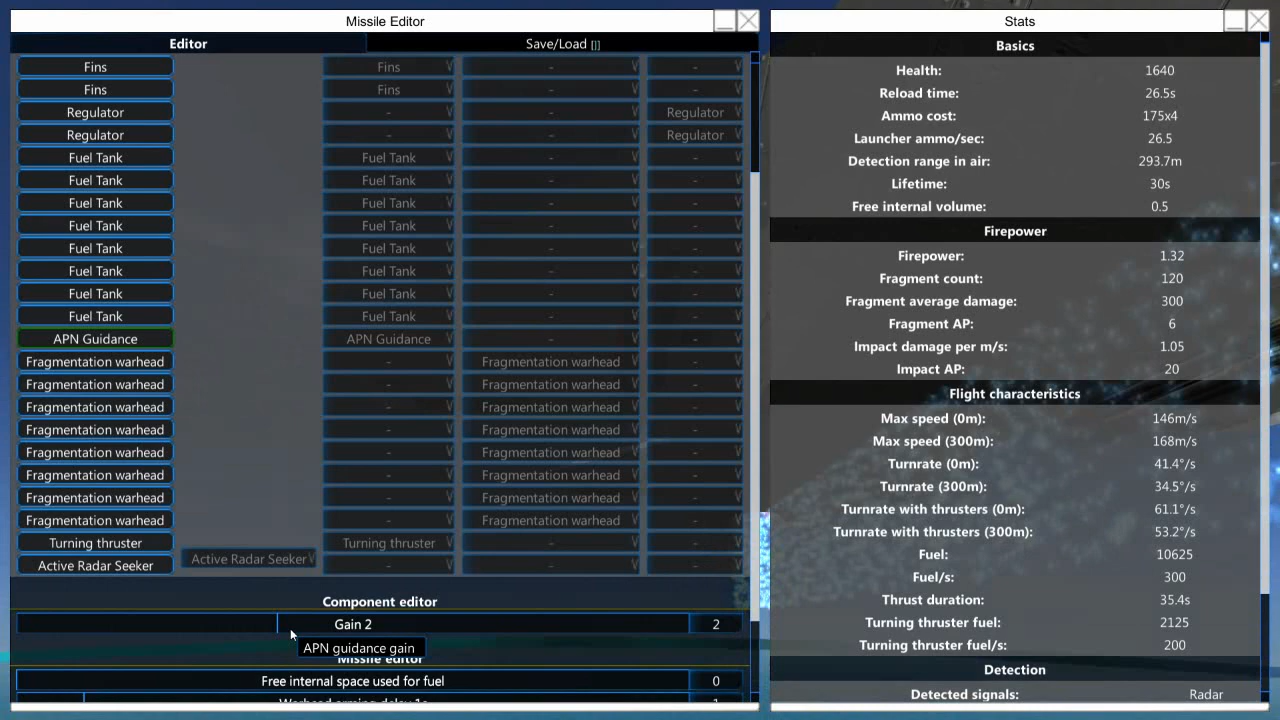 Missile Editor
Editor Save/Load []]
Fins Fins V - V - V
Fins Fins V - V - V
Regulator - V - V Regulator V
Regulator - V - V Regulator V
Fuel Tank Fuel Tank V - V - V
Fuel Tank Fuel Tank V - V - V
Fuel Tank Fuel Tank V - V - V
Fuel Tank Fuel Tank V - V - V
Fuel Tank Fuel Tank V - V - V
Fuel Tank Fuel Tank V - V - V
Fuel Tank Fuel Tank V - V - V
Fuel Tank Fuel Tank V - V - V
APN Guidance APN Guidance V - V - V
Fragmentation warhead - V Fragmentation warhead V - V
Fragmentation warhead - V Fragmentation warhead V - V
Fragmentation warhead - V Fragmentation warhead V - V
Fragmentation warhead - V Fragmentation warhead V - V
Fragmentation warhead - V Fragmentation warhead V - V
Fragmentation warhead - V Fragmentation warhead V - V
Fragmentation warhead - V Fragmentation warhead V - V
Fragmentation warhead - V Fragmentation warhead V - V
Turning thruster Turning thruster V - V - V
Active Radar Seeker Active Radar Seeker V - V - V - V
Component editor
Gain 2 2
APN guidance gain
Missile editor
Free internal space used for fuel 0
Warhead arming delay 1s 1
Stats
Basics
Health: 1640
Reload time: 26.5s
Ammo cost: 175x4
Launcher ammo/sec: 26.5
Detection range in air: 293.7m
Lifetime: 30s
Free internal volume: 0.5
Firepower
Firepower: 1.32
Fragment count: 120
Fragment average damage: 300
Fragment AP: 6
Impact damage per m/s: 1.05
Impact AP: 20
Flight characteristics
Max speed (0m): 146m/s
Max speed (300m): 168m/s
Turnrate (0m): 41.4°/s
Turnrate (300m): 34.5°/s
Turnrate with thrusters (0m): 61.1°/s
Turnrate with thrusters (300m): 53.2°/s
Fuel: 10625
Fuel/s: 300
Thrust duration: 35.4s
Turning thruster fuel: 2125
Turning thruster fuel/s: 200
Detection
Detected signals: Radar